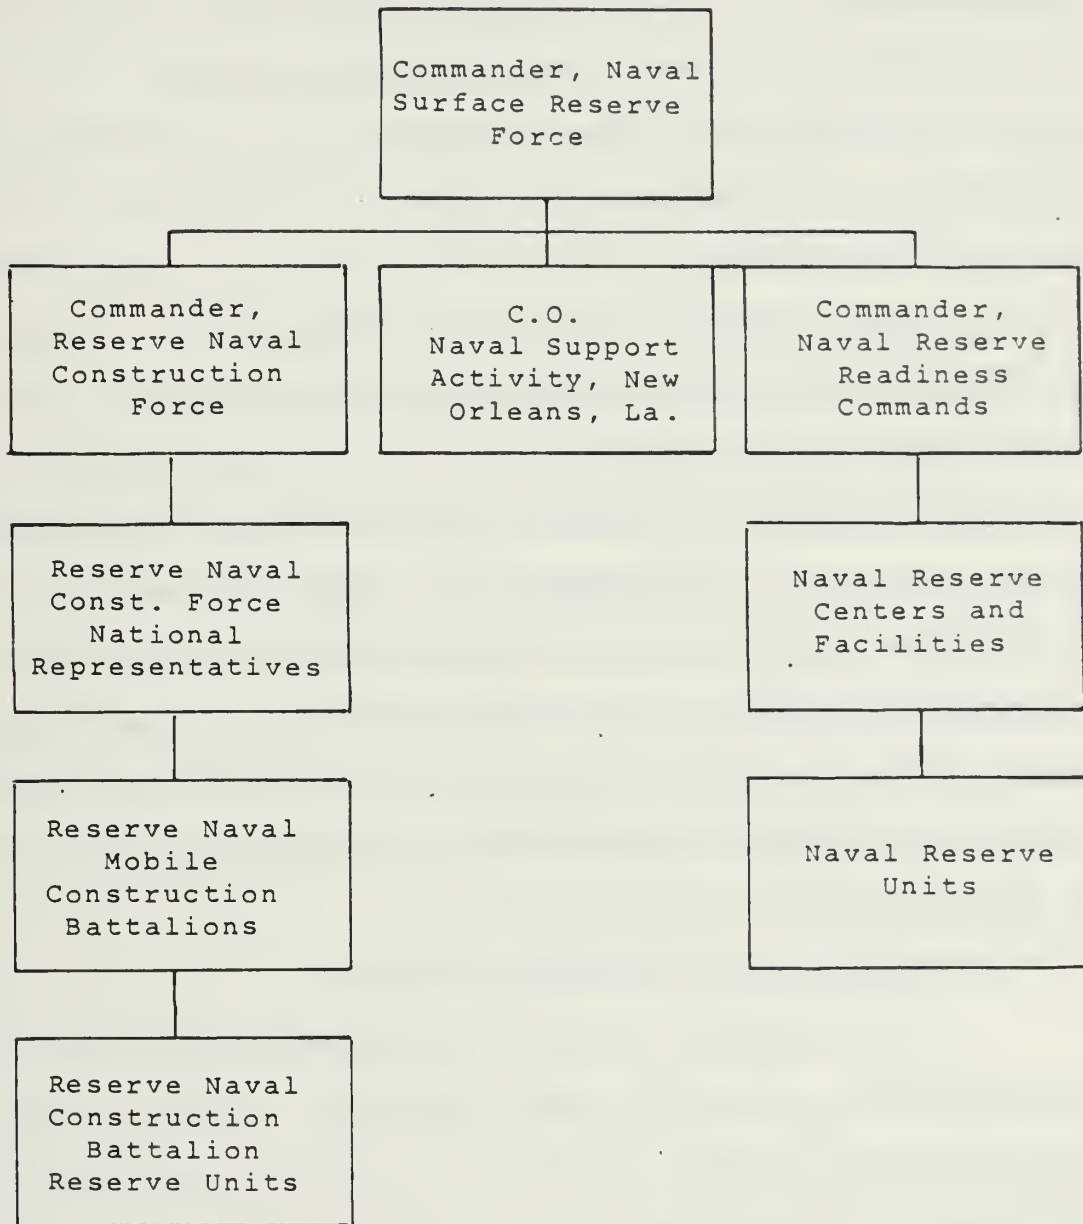 Commander, Naval
Surface Reserve
Force
Commander,
Reserve Naval
Construction
Force
C.O.
Naval Support
Activity, New
Orleans, La.
Commander,
Naval Reserve
Readiness
Commands
Reserve Naval
Const. Force
National
Representatives
Naval Reserve
Centers and
Facilities
Reserve Naval
Mobile
Construction
Battalions
Naval Reserve
Units
Reserve Naval
Construction
Battalion
Reserve Units